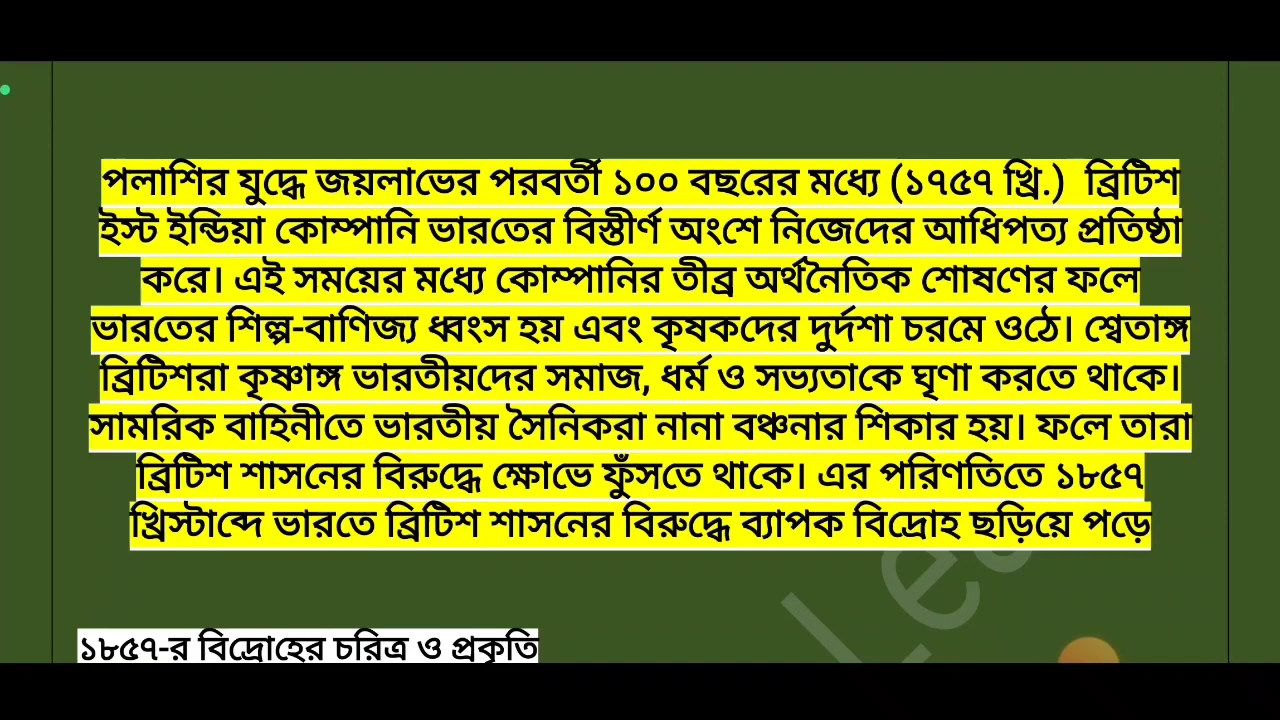 পলাশির যুদ্ধে জয়লাভের পরবর্তী ১০০ বছরের মধ্যে (১৭৫৭ খ্রি.) ব্রিটিশ
ইস্ট ইন্ডিয়া কোম্পানি ভারতের বিস্তীর্ণ অংশে নিজেদের আধিপত্য প্রতিষ্ঠা
করে। এই সময়ের মধ্যে কোম্পানির তীব্র অর্থনৈতিক শোষণের ফলে
ভারতের শিল্প-বাণিজ্য ধ্বংস হয় এবং কৃষকদের দুর্দশা চরমে ওঠে। শ্বেতাঙ্গ
ব্রিটিশরা কৃষ্ণাঙ্গ ভারতীয়দের সমাজ, ধর্ম ও সভ্যতাকে ঘৃণা করতে থাকে।
সামরিক বাহিনীতে ভারতীয় সৈনিকরা নানা বঞ্চনার শিকার হয়। ফলে তারা
ব্রিটিশ শাসনের বিরুদ্ধে ক্ষোভে ফুঁসতে থাকে। এর পরিণতিতে ১৮৫৭
খ্রিস্টাব্দে ভারতে ব্রিটিশ শাসনের বিরুদ্ধে ব্যাপক বিদ্রোহ ছড়িয়ে পড়ে
১৮৫৭-র বিদ্রোহের চরিত্র ও প্রকৃতি